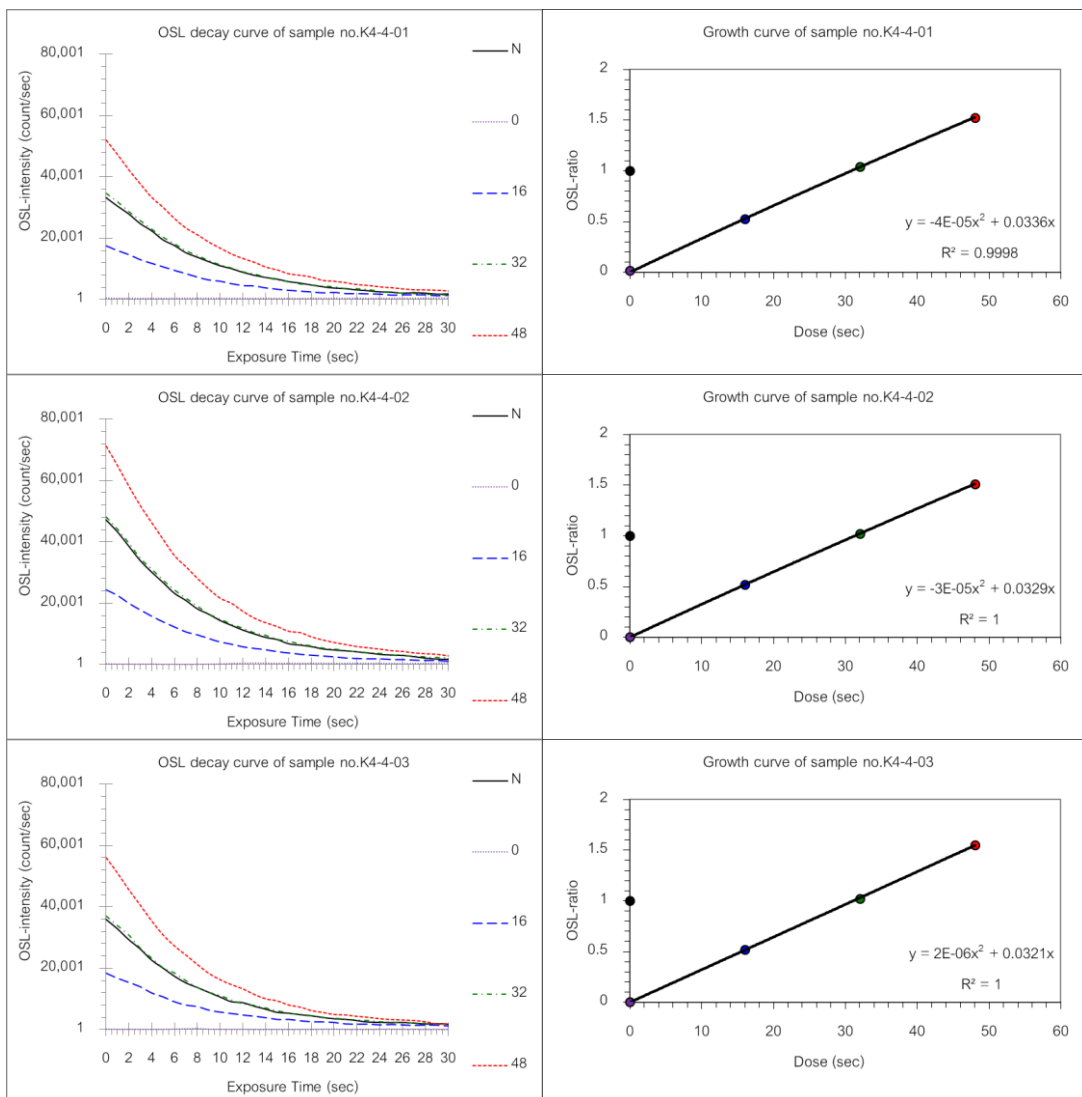 OSL decay curve of sample no.K4-4-01
80,001
60,001
40,001
20,001
1
OSL-intensity (count/sec)
0 2 4 6 8 10 12 14 16 18 20 22 24 26 28 30
Exposure Time (sec)
N
0
16
32
48
Growth curve of sample no.K4-4-01
2
1.5
1
0.5
0
OSL-ratio
y = -4E-05x² + 0.0336x
R² = 0.9998
0 10 20 30 40 50 60
Dose (sec)
OSL decay curve of sample no.K4-4-02
80,001
60,001
40,001
20,001
1
OSL-intensity (count/sec)
0 2 4 6 8 10 12 14 16 18 20 22 24 26 28 30
Exposure Time (sec)
N
0
16
32
48
Growth curve of sample no.K4-4-02
2
1.5
1
0.5
0
OSL-ratio
y = -3E-05x² + 0.0329x
R² = 1
0 10 20 30 40 50 60
Dose (sec)
OSL decay curve of sample no.K4-4-03
80,001
60,001
40,001
20,001
1
OSL-intensity (count/sec)
0 2 4 6 8 10 12 14 16 18 20 22 24 26 28 30
Exposure Time (sec)
N
0
16
32
48
Growth curve of sample no.K4-4-03
2
1.5
1
0.5
0
OSL-ratio
y = 2E-06x² + 0.0321x
R² = 1
0 10 20 30 40 50 60
Dose (sec)